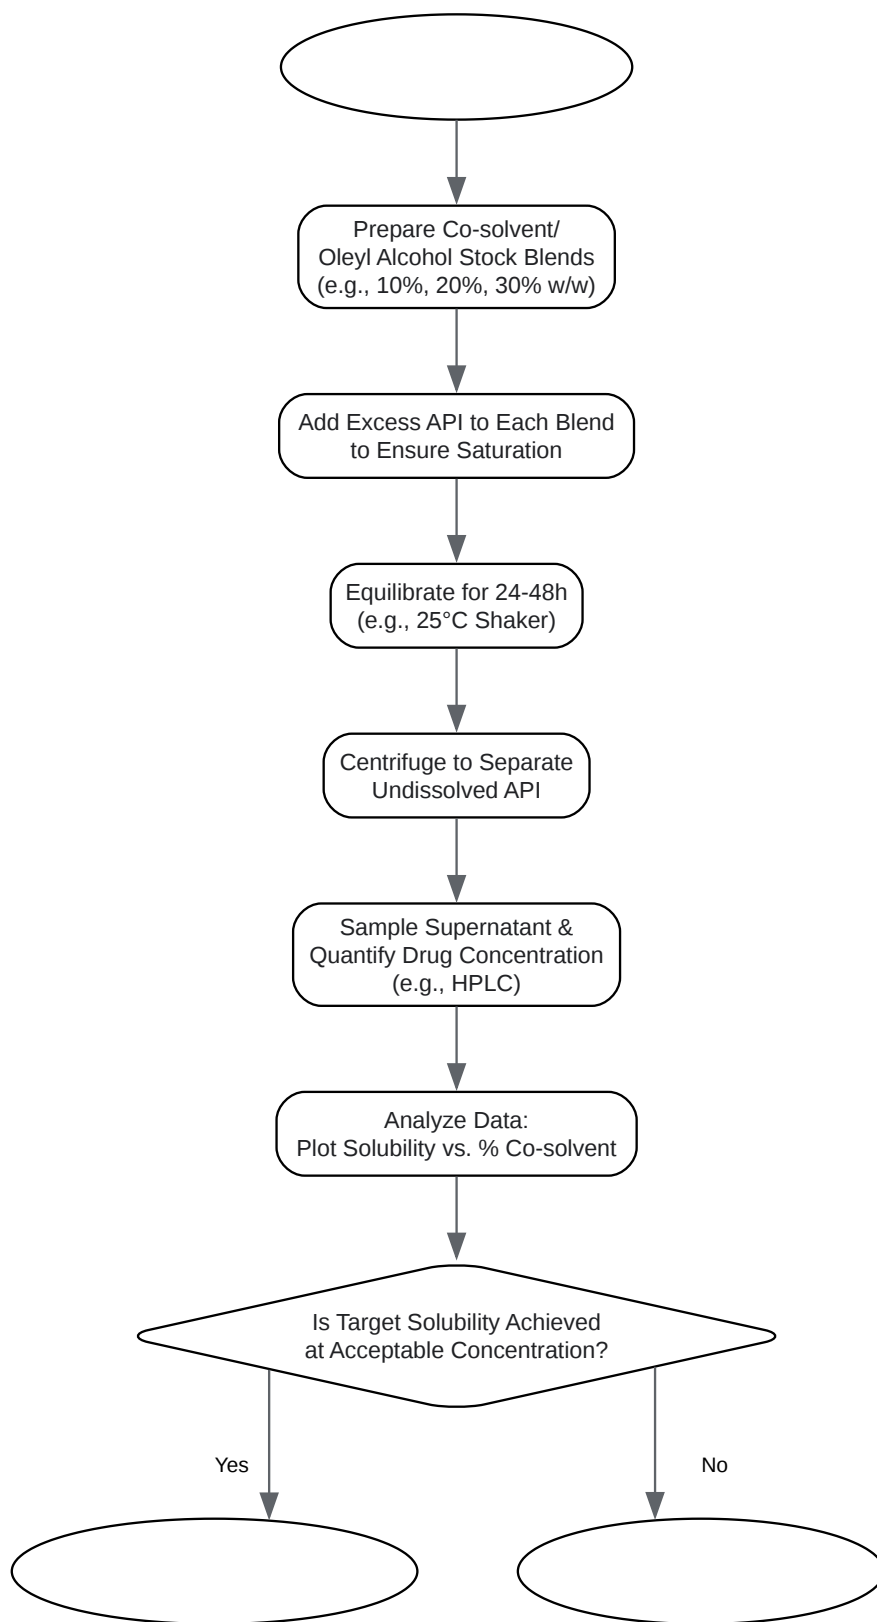 Prepare Co-solvent/
Oleyl Alcohol Stock Blends
(e.g., 10%, 20%, 30% w/w)
Add Excess API to Each Blend
to Ensure Saturation
Equilibrate for 24-48h
(e.g., 25°C Shaker)
Centrifuge to Separate
Undissolved API
Sample Supernatant &
Quantify Drug Concentration
(e.g., HPLC)
Analyze Data:
Plot Solubility vs. % Co-solvent
Is Target Solubility Achieved
at Acceptable Concentration?
Yes
No